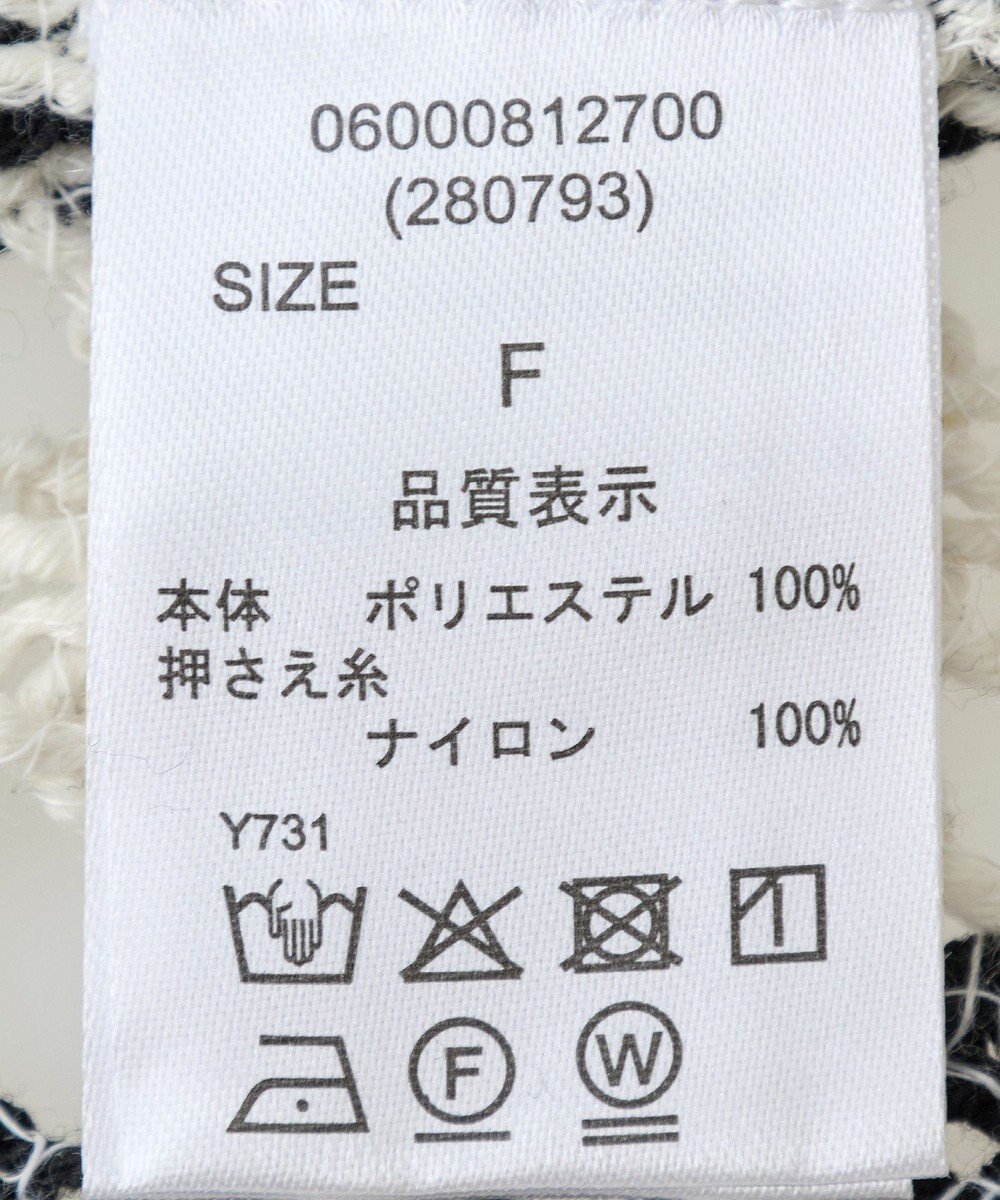 06000812700
(280793)
SIZE
F
品質表示
本体 ポリエステル 100%
押さえ糸
ナイロン 100%
Y731
F W